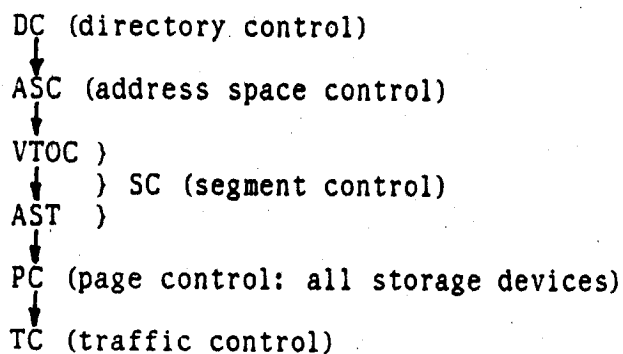 DC (directory control)
ASC (address space control)
VTOC }
} SC (segment control)
AST }
PC (page control: all storage devices)
TC (traffic control)